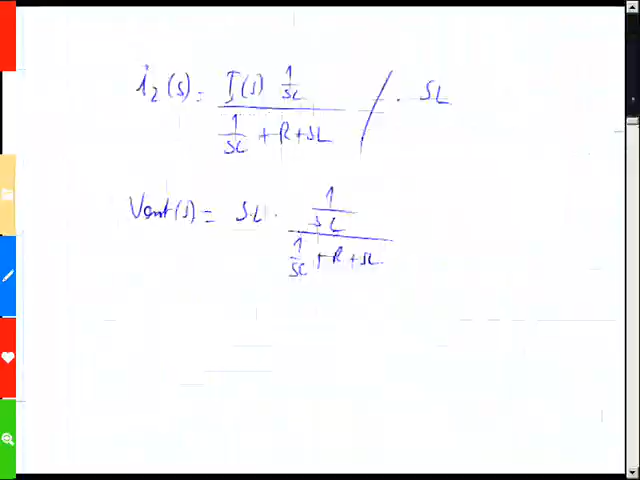 i₂(s) = I(s) 1/sC / (1/sC + R + sL) / · sL
Vout(s) = s·L · (1/sC) / (1/sC + R + sL)